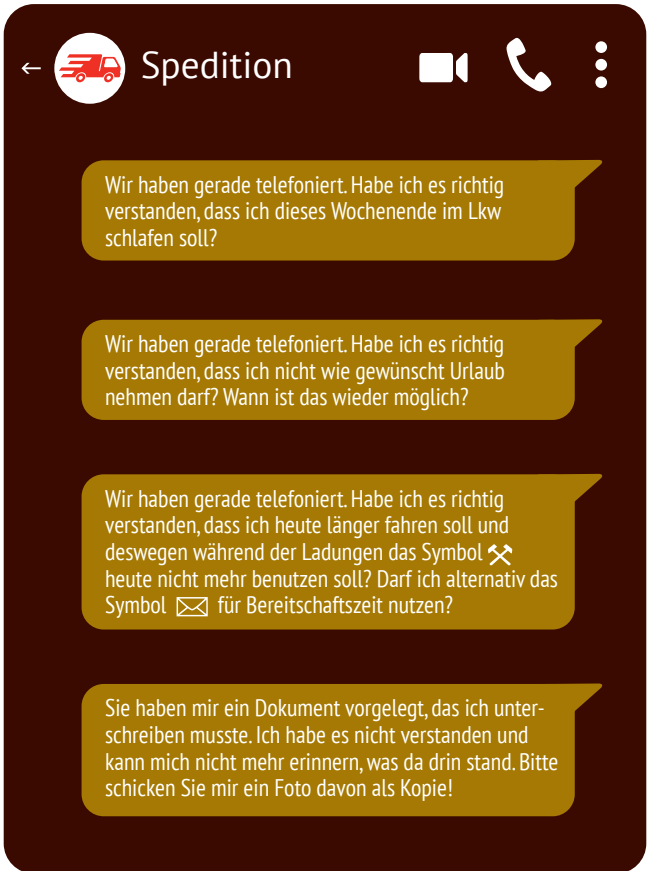 Spedition
Wir haben gerade telefoniert. Habe ich es richtig
verstanden, dass ich dieses Wochenende im Lkw
schlafen soll?
Wir haben gerade telefoniert. Habe ich es richtig
verstanden, dass ich nicht wie gewünscht Urlaub
nehmen darf? Wann ist das wieder möglich?
Wir haben gerade telefoniert. Habe ich es richtig
verstanden, dass ich heute länger fahren soll und
deswegen während der Ladungen das Symbol
heute nicht mehr benutzen soll? Darf ich alternativ das
Symbol für Bereitschaftszeit nutzen?
Sie haben mir ein Dokument vorgelegt, das ich unter-
schreiben musste. Ich habe es nicht verstanden und
kann mich nicht mehr erinnern, was da drin stand. Bitte
schicken Sie mir ein Foto davon als Kopie!